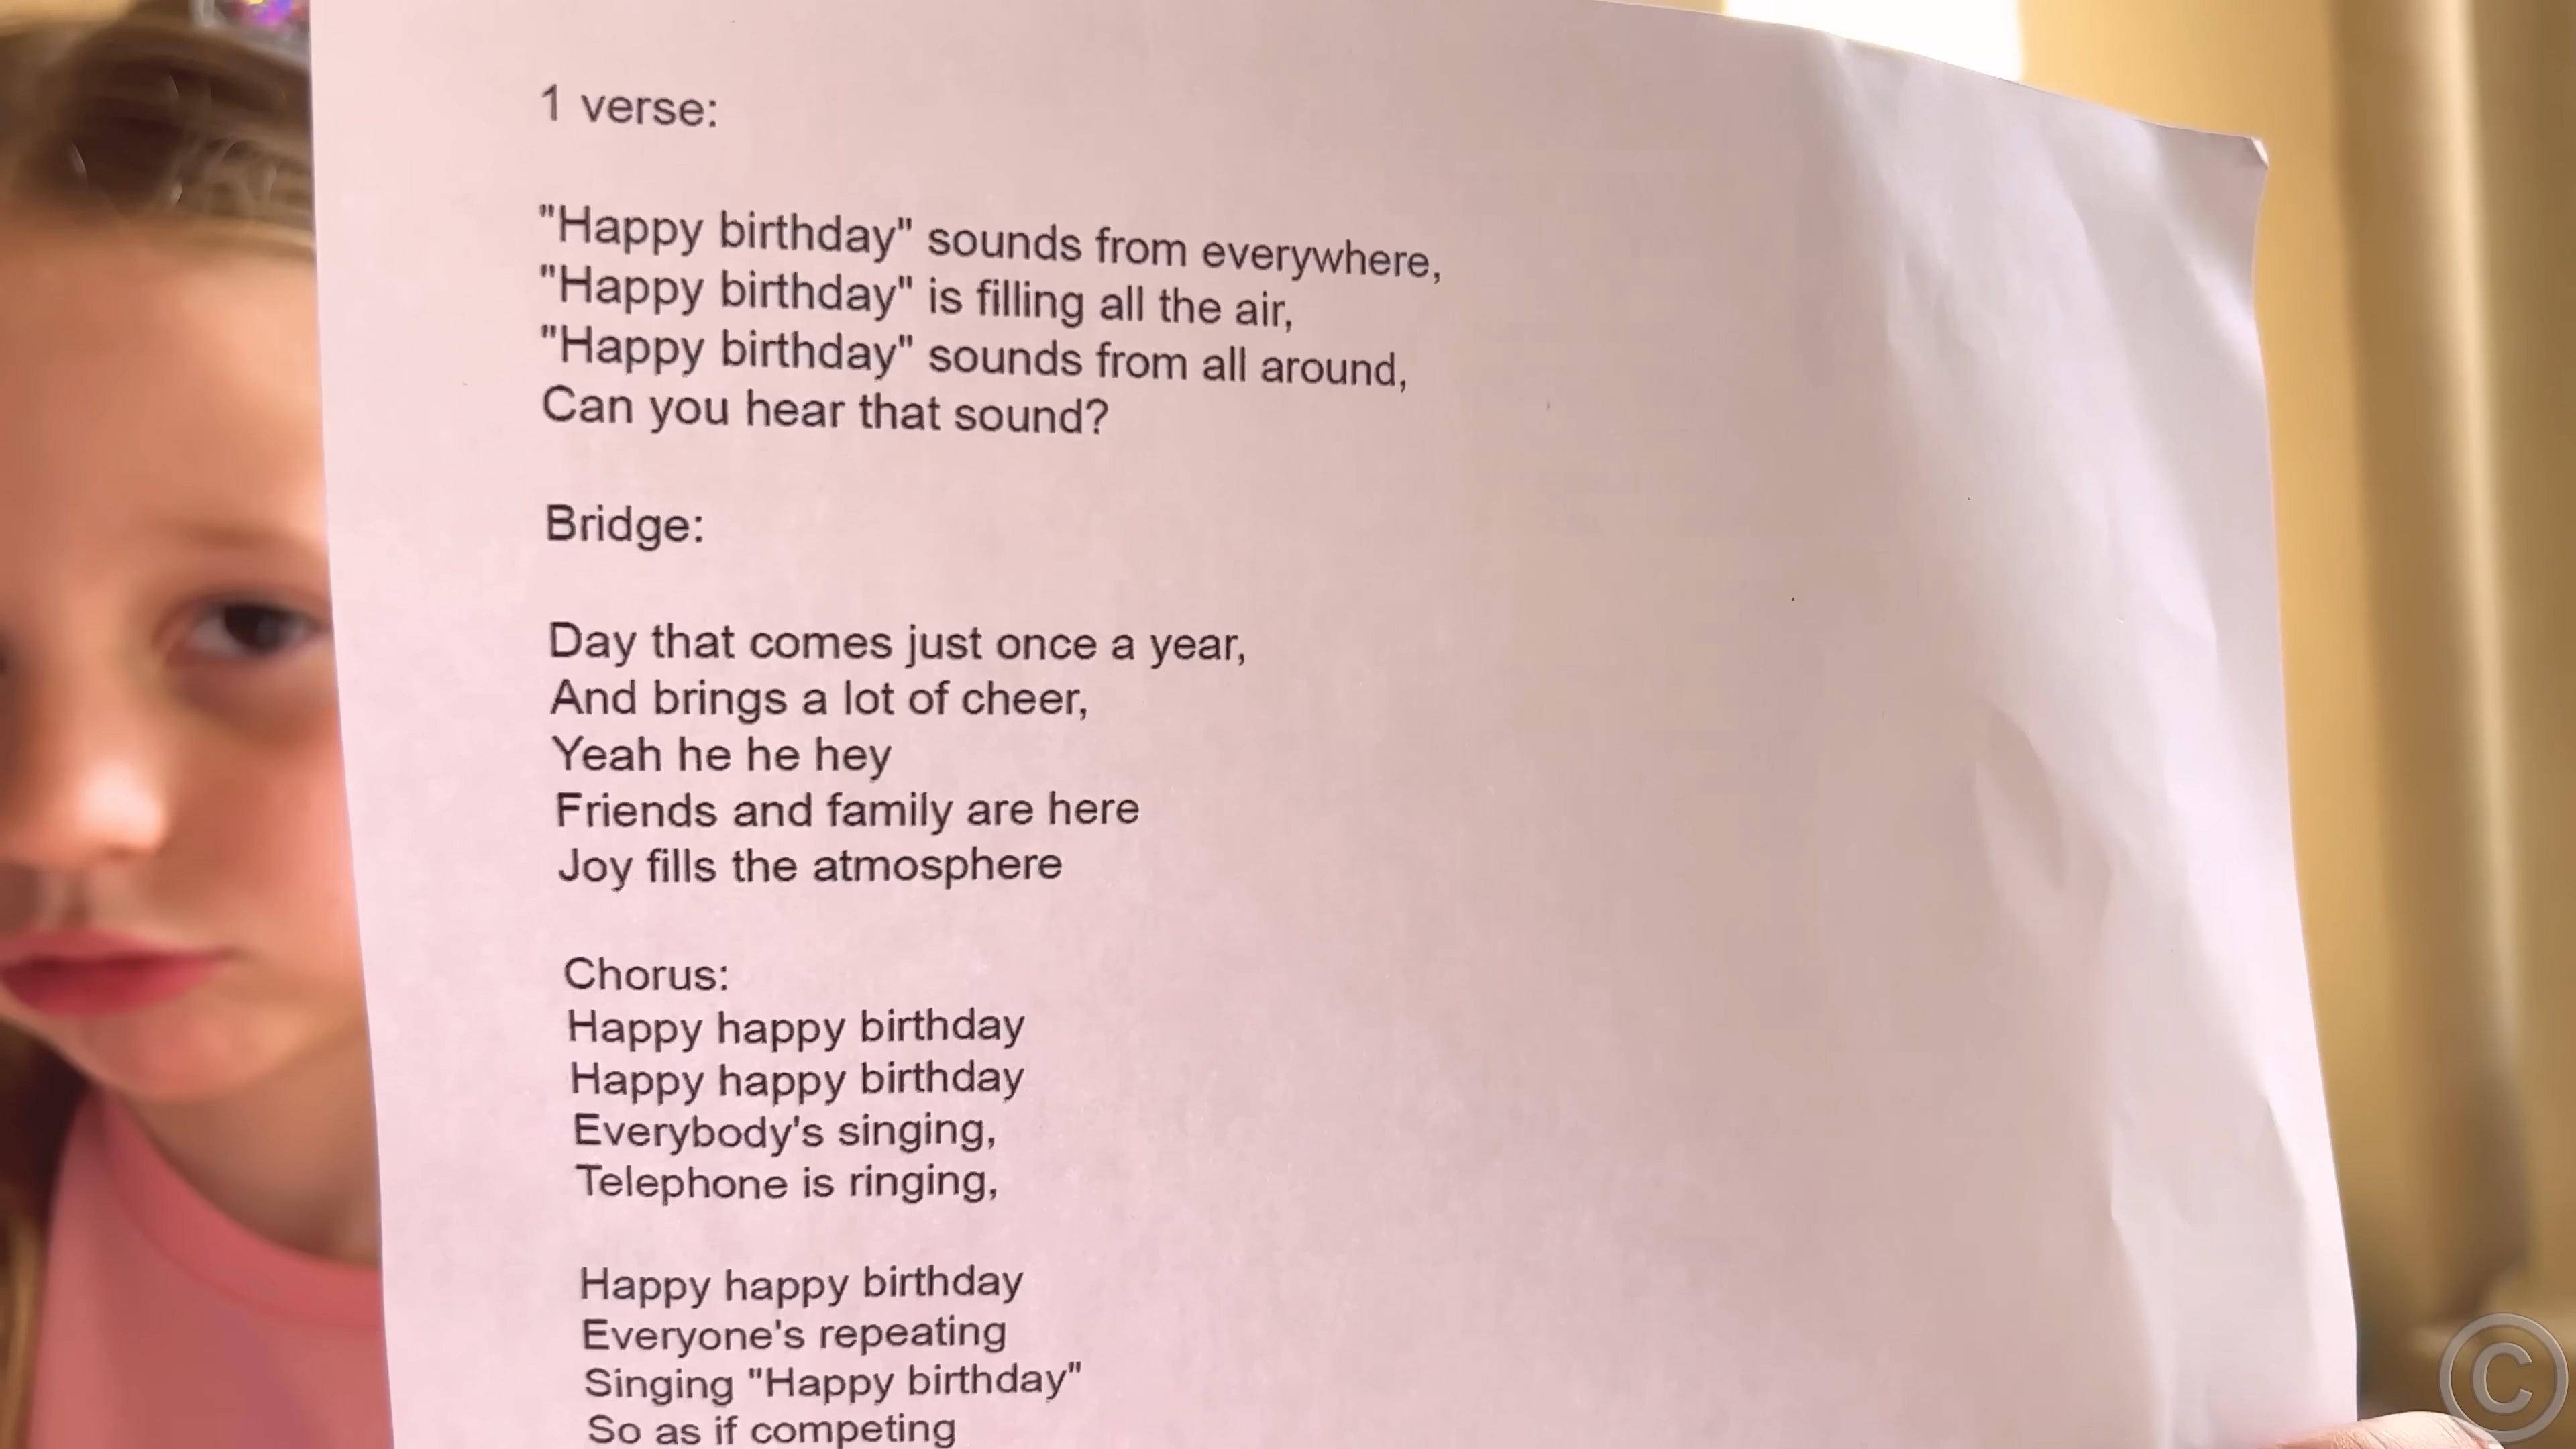 1 verse:
"Happy birthday" sounds from everywhere,
"Happy birthday" is filling all the air,
"Happy birthday" sounds from all around,
Can you hear that sound?
Bridge:
Day that comes just once a year,
And brings a lot of cheer,
Yeah he he hey
Friends and family are here
Joy fills the atmosphere
Chorus:
Happy happy birthday
Happy happy birthday
Everybody's singing,
Telephone is ringing,
Happy happy birthday
Everyone's repeating
Singing "Happy birthday"
So as if competing
©